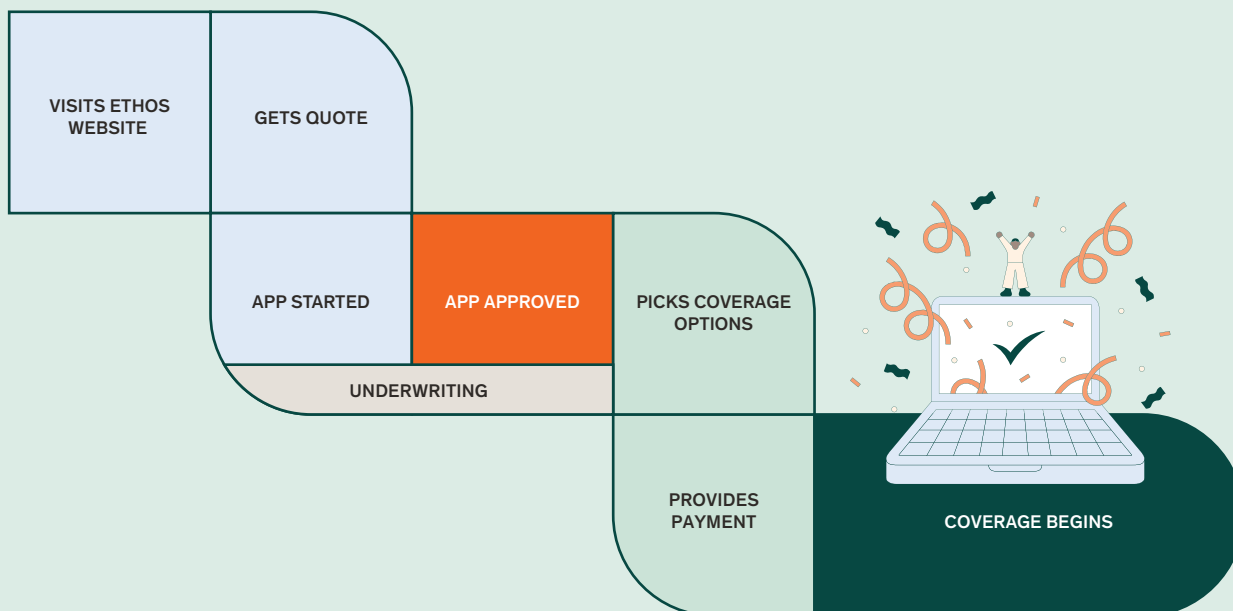 VISITS ETHOS
WEBSITE
GETS QUOTE
APP STARTED
APP APPROVED
PICKS COVERAGE
OPTIONS
UNDERWRITING
PROVIDES
PAYMENT
COVERAGE BEGINS